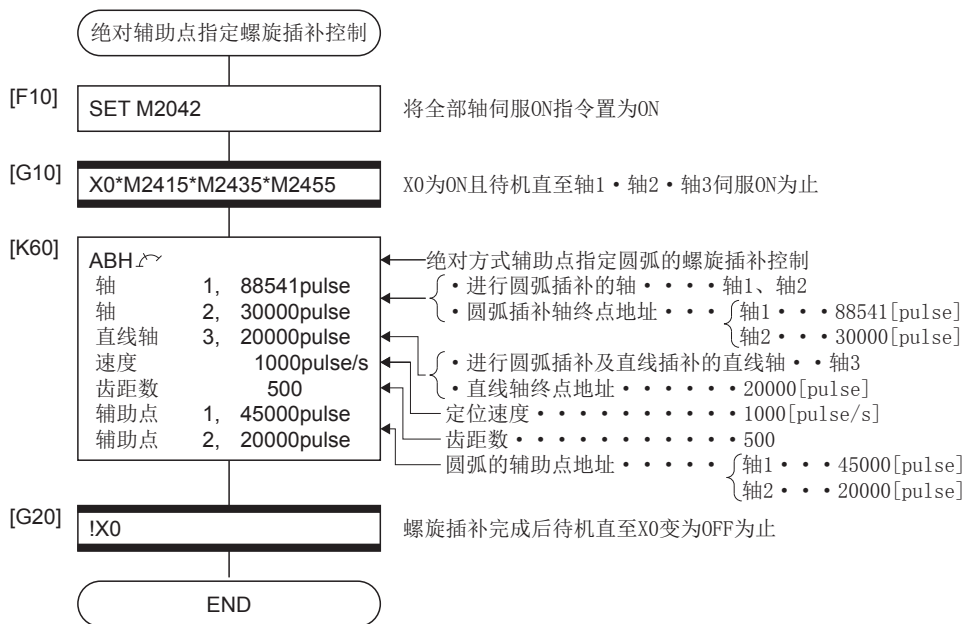 绝对辅助点指定螺旋插补控制
[F10] SET M2042 将全部轴伺服ON指令置为ON
[G10] X0*M2415*M2435*M2455 X0为ON且待机直至轴1・轴2・轴3伺服ON为止
[K60]
ABH
轴 1, 88541pulse
轴 2, 30000pulse
直线轴 3, 20000pulse
速度 1000pulse/s
齿距数 500
辅助点 1, 45000pulse
辅助点 2, 20000pulse
绝对方式辅助点指定圆弧的螺旋插补控制
・进行圆弧插补的轴・・・・轴1、轴2
・圆弧插补轴终点地址・・・轴1・・・88541[pulse]
轴2・・・30000[pulse]
・进行圆弧插补及直线插补的直线轴・・轴3
・直线轴终点地址・・・・・・20000[pulse]
定位速度・・・・・・・・・・1000[pulse/s]
齿距数・・・・・・・・・・・500
圆弧的辅助点地址・・・・・轴1・・・45000[pulse]
轴2・・・20000[pulse]
[G20] !X0 螺旋插补完成后待机直至X0变为OFF为止
END